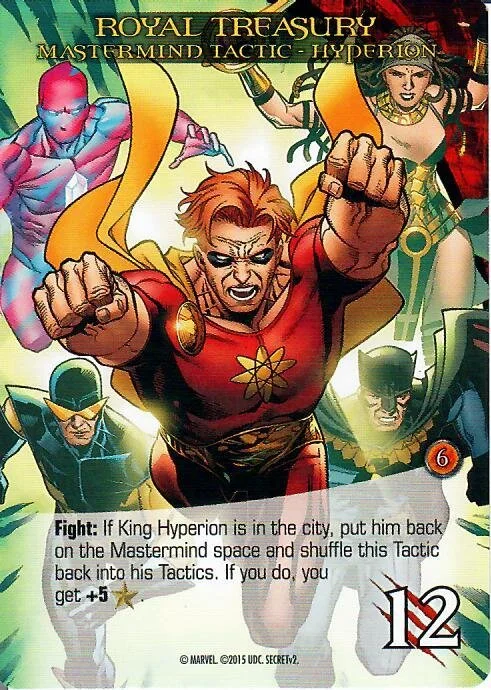 ROYAL TREASURY
MASTERMIND TACTIC - HYPERION
6
Fight: If King Hyperion is in the city, put him back
on the Mastermind space and shuffle this Tactic
back into his Tactics. If you do, you
get +5 .
12
© MARVEL. ©2015 UDC. SECRETv2.